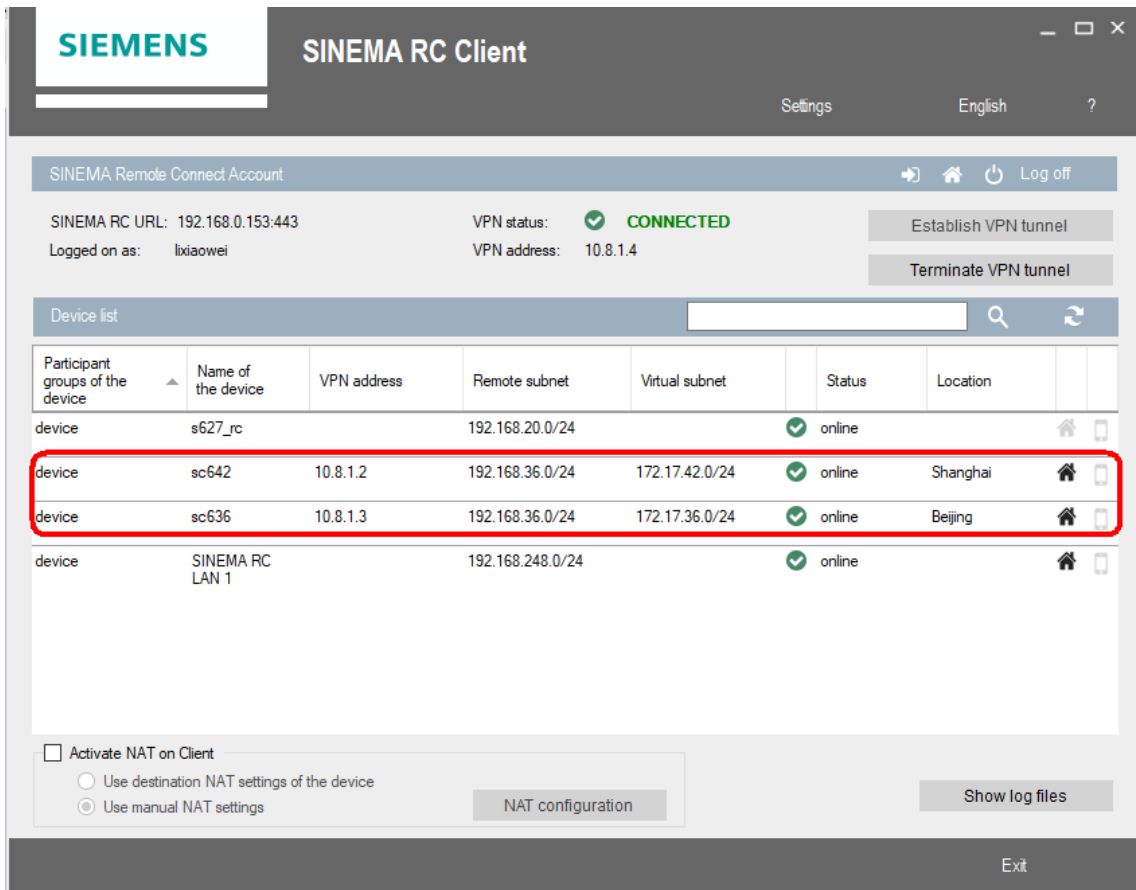 SIEMENS
SINEMA RC Client
Settings English ?
SINEMA Remote Connect Account Log off
SINEMA RC URL: 192.168.0.153:443 VPN status: CONNECTED Establish VPN tunnel
Logged on as: lixiaowei VPN address: 10.8.1.4
Terminate VPN tunnel
Device list
Participant
groups of the
device
Name of
the device
VPN address Remote subnet Virtual subnet Status Location
device s627_rc 192.168.20.0/24 online
device sc642 10.8.1.2 192.168.36.0/24 172.17.42.0/24 online Shanghai
device sc636 10.8.1.3 192.168.36.0/24 172.17.36.0/24 online Beijing
device SINEMA RC 192.168.248.0/24 online
LAN 1
Activate NAT on Client
Use destination NAT settings of the device
Use manual NAT settings NAT configuration
Show log files
Exit